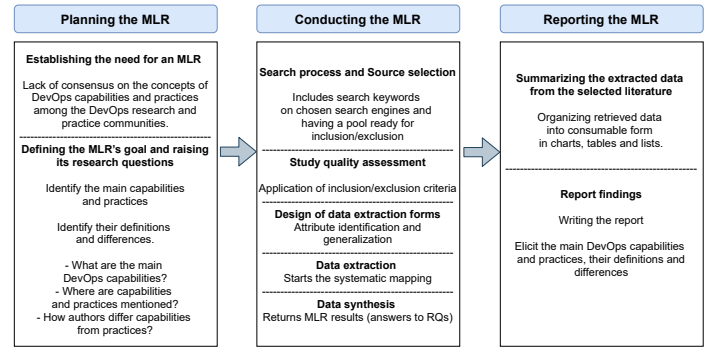 Planning the MLR
Establishing the need for an MLR
Lack of consensus on the concepts of
DevOps capabilities and practices
among the DevOps research and
practice communities.
Defining the MLR's goal and raising
its research questions
Identify the main capabilities
and practices
Identify their definitions
and differences.
- What are the main
DevOps capabilities?
- Where are capabilities
and practices mentioned?
- How authors differ capabilities
from practices?
Conducting the MLR
Search process and Source selection
Includes search keywords
on chosen search engines and
having a pool ready for
inclusion/exclusion
Study quality assessment
Application of inclusion/exclusion criteria
Design of data extraction forms
Attribute identification and
generalization
Data extraction
Starts the systematic mapping
Data synthesis
Returns MLR results (answers to RQs)
Reporting the MLR
Summarizing the extracted data
from the selected literature
Organizing retrieved data
into consumable form
in charts, tables and lists.
Report findings
Writing the report
Elicit the main DevOps capabilities
and practices, their definitions and
differences